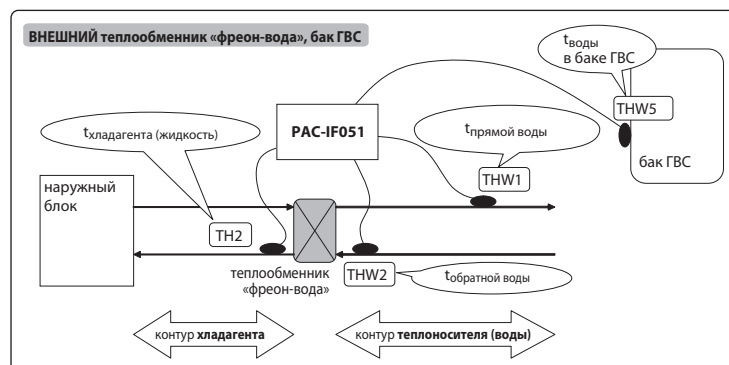 ВНЕШНИЙ теплообменник «фреон-вода», бак ГВС
tводы
в баке ГВС
THW5
бак ГВС
PAC-IF051
tхладагента (жидкость)
tпрямой воды
THW1
наружный
блок
TH2
теплообменник
«фреон-вода»
THW2
tобратной воды
контур хладагента
контур теплоносителя (воды)